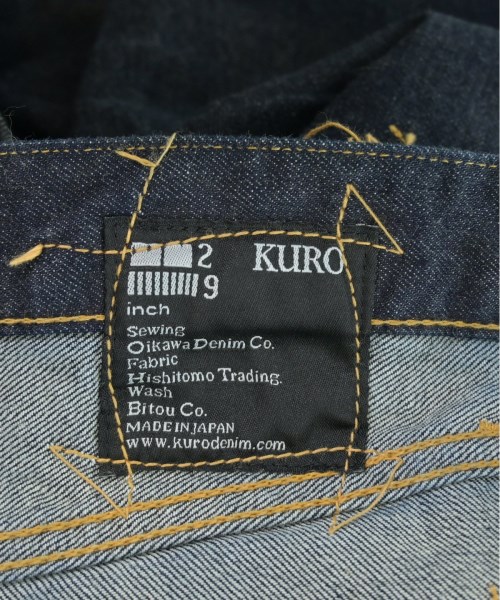 2 KURO
9
inch
Sewing
Oikawa Denim Co.
Fabric
Hishitomo Trading.
Wash
Bitou Co.
MADE IN JAPAN
www.kurodenim.com